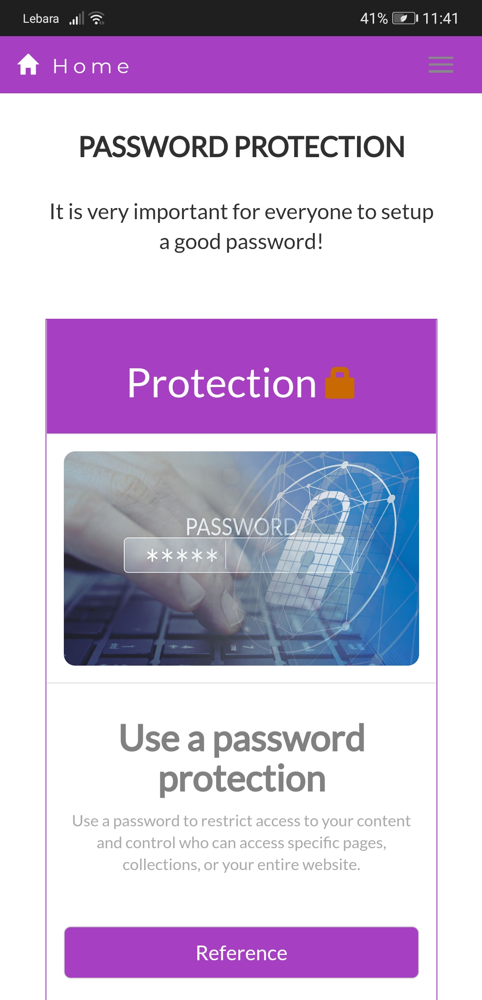 Lebara 41% 11:41
Home
PASSWORD PROTECTION
It is very important for everyone to setup
a good password!
Protection
PASSWORD
*****
Use a password
protection
Use a password to restrict access to your content
and control who can access specific pages,
collections, or your entire website.
Reference